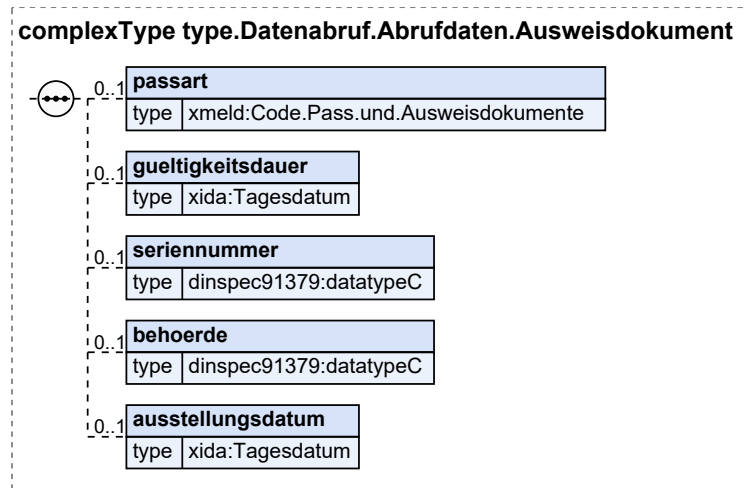 complexType type.Datenabruf.Abrufdaten.Ausweisdokument
0..1 passart
type xmeld:Code.Pass.und.Ausweisdokumente
0..1 gueltigkeitsdauer
type xida:Tagesdatum
0..1 seriennummer
type dinspec91379:datatypeC
0..1 behoerde
type dinspec91379:datatypeC
0..1 ausstellungsdatum
type xida:Tagesdatum